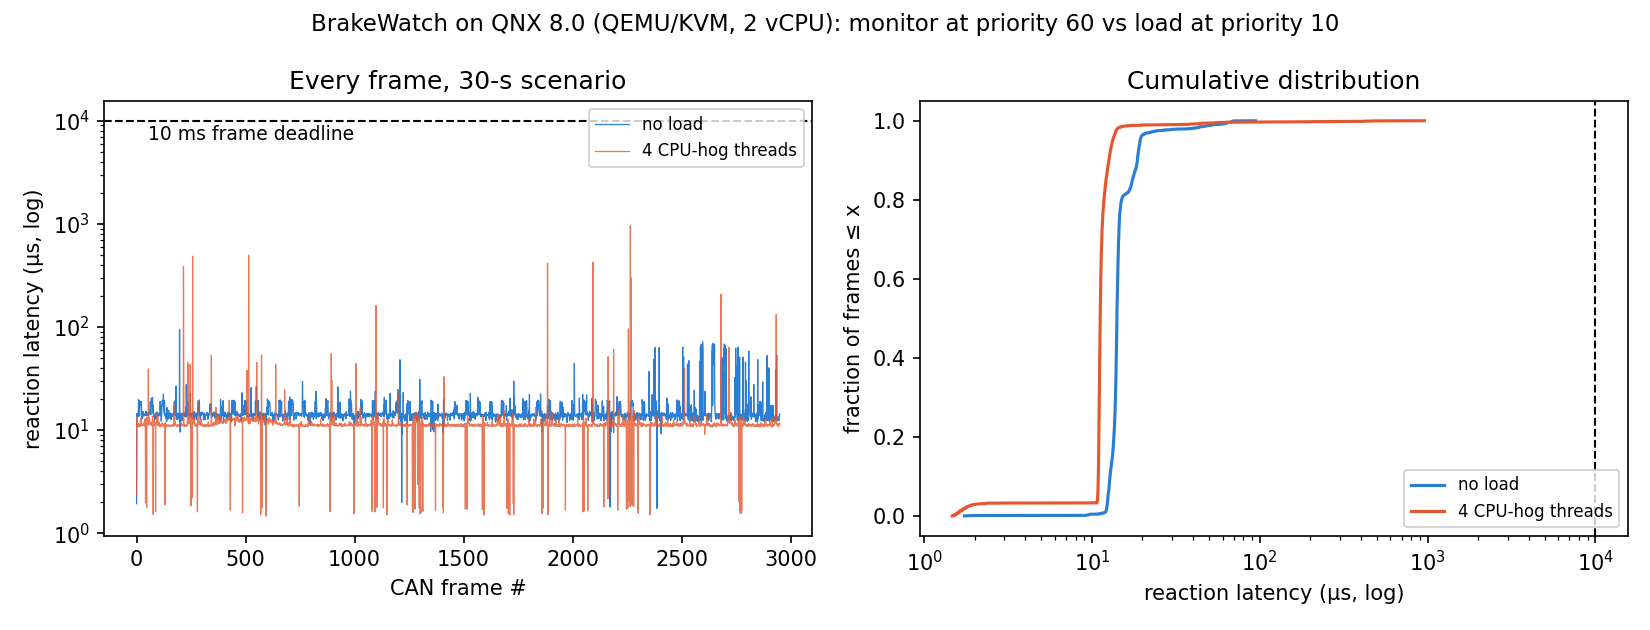 BrakeWatch on QNX 8.0 (QEMU/KVM, 2 vCPU): monitor at priority 60 vs load at priority 10
Every frame, 30-s scenario
reaction latency (µs, log)
10⁴
10³
10²
10¹
10⁰
10 ms frame deadline
no load
4 CPU-hog threads
0
500
1000
1500
2000
2500
3000
CAN frame #
Cumulative distribution
fraction of frames ≤ x
1.0
0.8
0.6
0.4
0.2
0.0
no load
4 CPU-hog threads
10⁰
10¹
10²
10³
10⁴
reaction latency (µs, log)